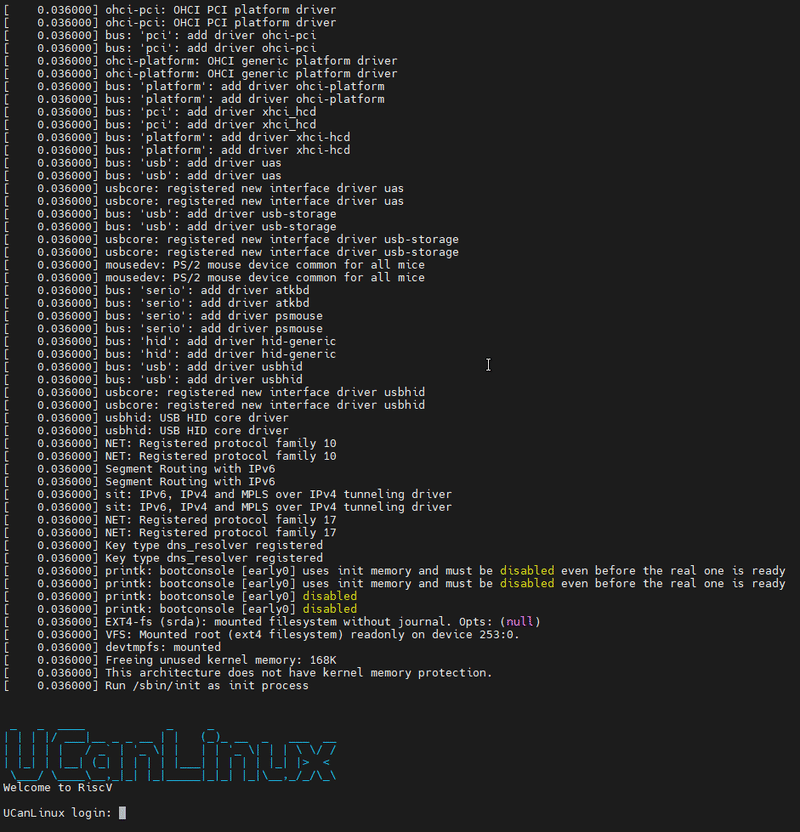 [    0.036000] ohci-pci: OHCI PCI platform driver
[    0.036000] ohci-pci: OHCI PCI platform driver
[    0.036000] bus: 'pci': add driver ohci-pci
[    0.036000] bus: 'pci': add driver ohci-pci
[    0.036000] ohci-platform: OHCI generic platform driver
[    0.036000] ohci-platform: OHCI generic platform driver
[    0.036000] bus: 'platform': add driver ohci-platform
[    0.036000] bus: 'platform': add driver ohci-platform
[    0.036000] bus: 'pci': add driver xhci_hcd
[    0.036000] bus: 'pci': add driver xhci_hcd
[    0.036000] bus: 'platform': add driver xhci-hcd
[    0.036000] bus: 'platform': add driver xhci-hcd
[    0.036000] bus: 'usb': add driver uas
[    0.036000] bus: 'usb': add driver uas
[    0.036000] usbcore: registered new interface driver uas
[    0.036000] usbcore: registered new interface driver uas
[    0.036000] bus: 'usb': add driver usb-storage
[    0.036000] bus: 'usb': add driver usb-storage
[    0.036000] usbcore: registered new interface driver usb-storage
[    0.036000] usbcore: registered new interface driver usb-storage
[    0.036000] mousedev: PS/2 mouse device common for all mice
[    0.036000] mousedev: PS/2 mouse device common for all mice
[    0.036000] bus: 'serio': add driver atkbd
[    0.036000] bus: 'serio': add driver atkbd
[    0.036000] bus: 'serio': add driver psmouse
[    0.036000] bus: 'serio': add driver psmouse
[    0.036000] bus: 'hid': add driver hid-generic
[    0.036000] bus: 'hid': add driver hid-generic
[    0.036000] bus: 'usb': add driver usbhid
[    0.036000] bus: 'usb': add driver usbhid
[    0.036000] usbcore: registered new interface driver usbhid
[    0.036000] usbcore: registered new interface driver usbhid
[    0.036000] usbhid: USB HID core driver
[    0.036000] usbhid: USB HID core driver
[    0.036000] NET: Registered protocol family 10
[    0.036000] NET: Registered protocol family 10
[    0.036000] Segment Routing with IPv6
[    0.036000] Segment Routing with IPv6
[    0.036000] sit: IPv6, IPv4 and MPLS over IPv4 tunneling driver
[    0.036000] sit: IPv6, IPv4 and MPLS over IPv4 tunneling driver
[    0.036000] NET: Registered protocol family 17
[    0.036000] NET: Registered protocol family 17
[    0.036000] Key type dns_resolver registered
[    0.036000] Key type dns_resolver registered
[    0.036000] printk: bootconsole [early0] uses init memory and must be disabled even before the real one is ready
[    0.036000] printk: bootconsole [early0] uses init memory and must be disabled even before the real one is ready
[    0.036000] printk: bootconsole [early0] disabled
[    0.036000] printk: bootconsole [early0] disabled
[    0.036000] EXT4-fs (srda): mounted filesystem without journal. Opts: (null)
[    0.036000] VFS: Mounted root (ext4 filesystem) readonly on device 253:0.
[    0.036000] devtmpfs: mounted
[    0.036000] Freeing unused kernel memory: 168K
[    0.036000] This architecture does not have kernel memory protection.
[    0.036000] Run /sbin/init as init process
UCanLinux
Welcome to RiscV
UCanLinux login: